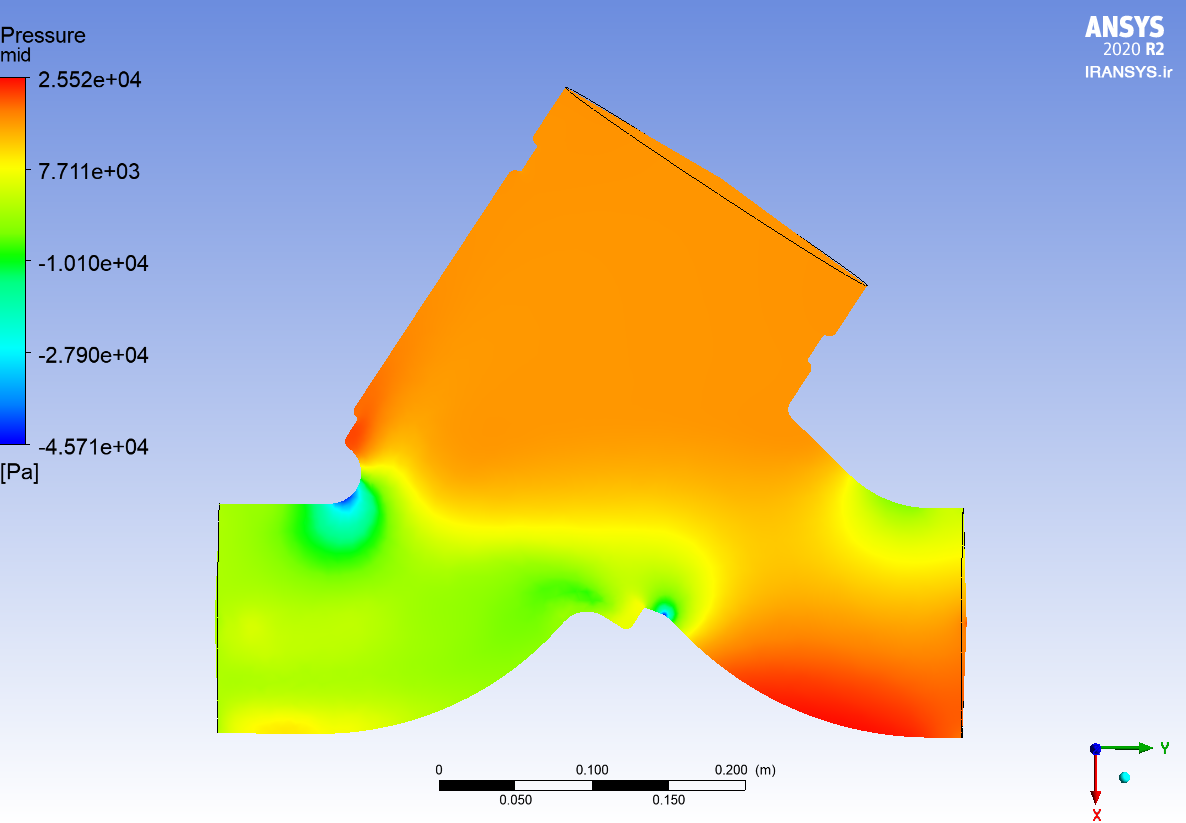 Pressure
mid
2.552e+04
7.711e+03
-1.010e+04
-2.790e+04
-4.571e+04
[Pa]
ANSYS
2020 R2
IRANSYS.ir
0 0.100 0.200 (m)
0.050 0.150
Y
X